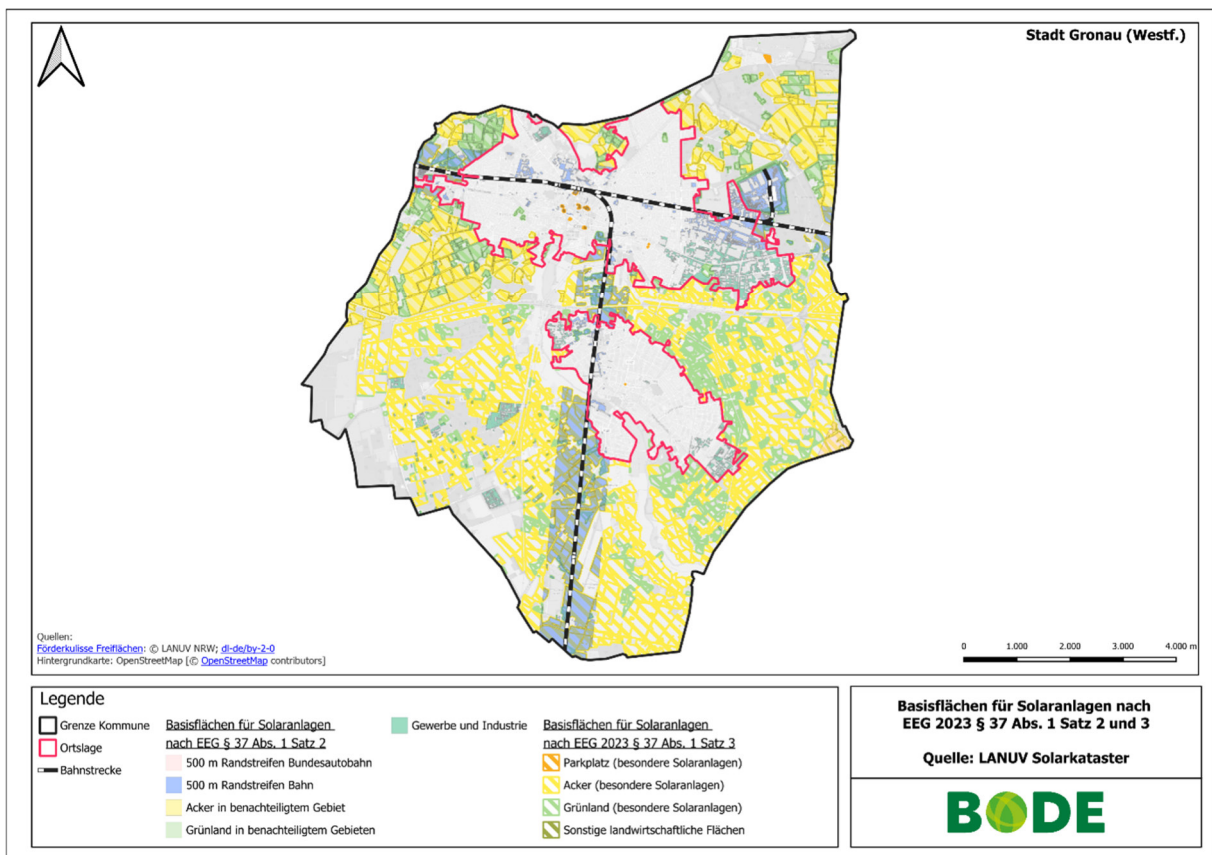 Stadt Gronau (Westf.)
Quellen:
Förderkulisse Freiflächen: © LANUV NRW; dl-de/by-2-0
Hintergrundkarte: OpenStreetMap [© OpenStreetMap contributors]
0 1.000 2.000 3.000 4.000 m
Legende
Grenze Kommune
Ortslage
Bahnstrecke
Basisflächen für Solaranlagen
nach EEG § 37 Abs. 1 Satz 2
500 m Randstreifen Bundesautobahn
500 m Randstreifen Bahn
Acker in benachteiligtem Gebiet
Grünland in benachteiligtem Gebieten
Gewerbe und Industrie
Basisflächen für Solaranlagen
nach EEG 2023 § 37 Abs. 1 Satz 3
Parkplatz (besondere Solaranlagen)
Acker (besondere Solaranlagen)
Grünland (besondere Solaranlagen)
Sonstige landwirtschaftliche Flächen
Basisflächen für Solaranlagen nach
EEG 2023 § 37 Abs. 1 Satz 2 und 3
Quelle: LANUV Solarkataster
BODE